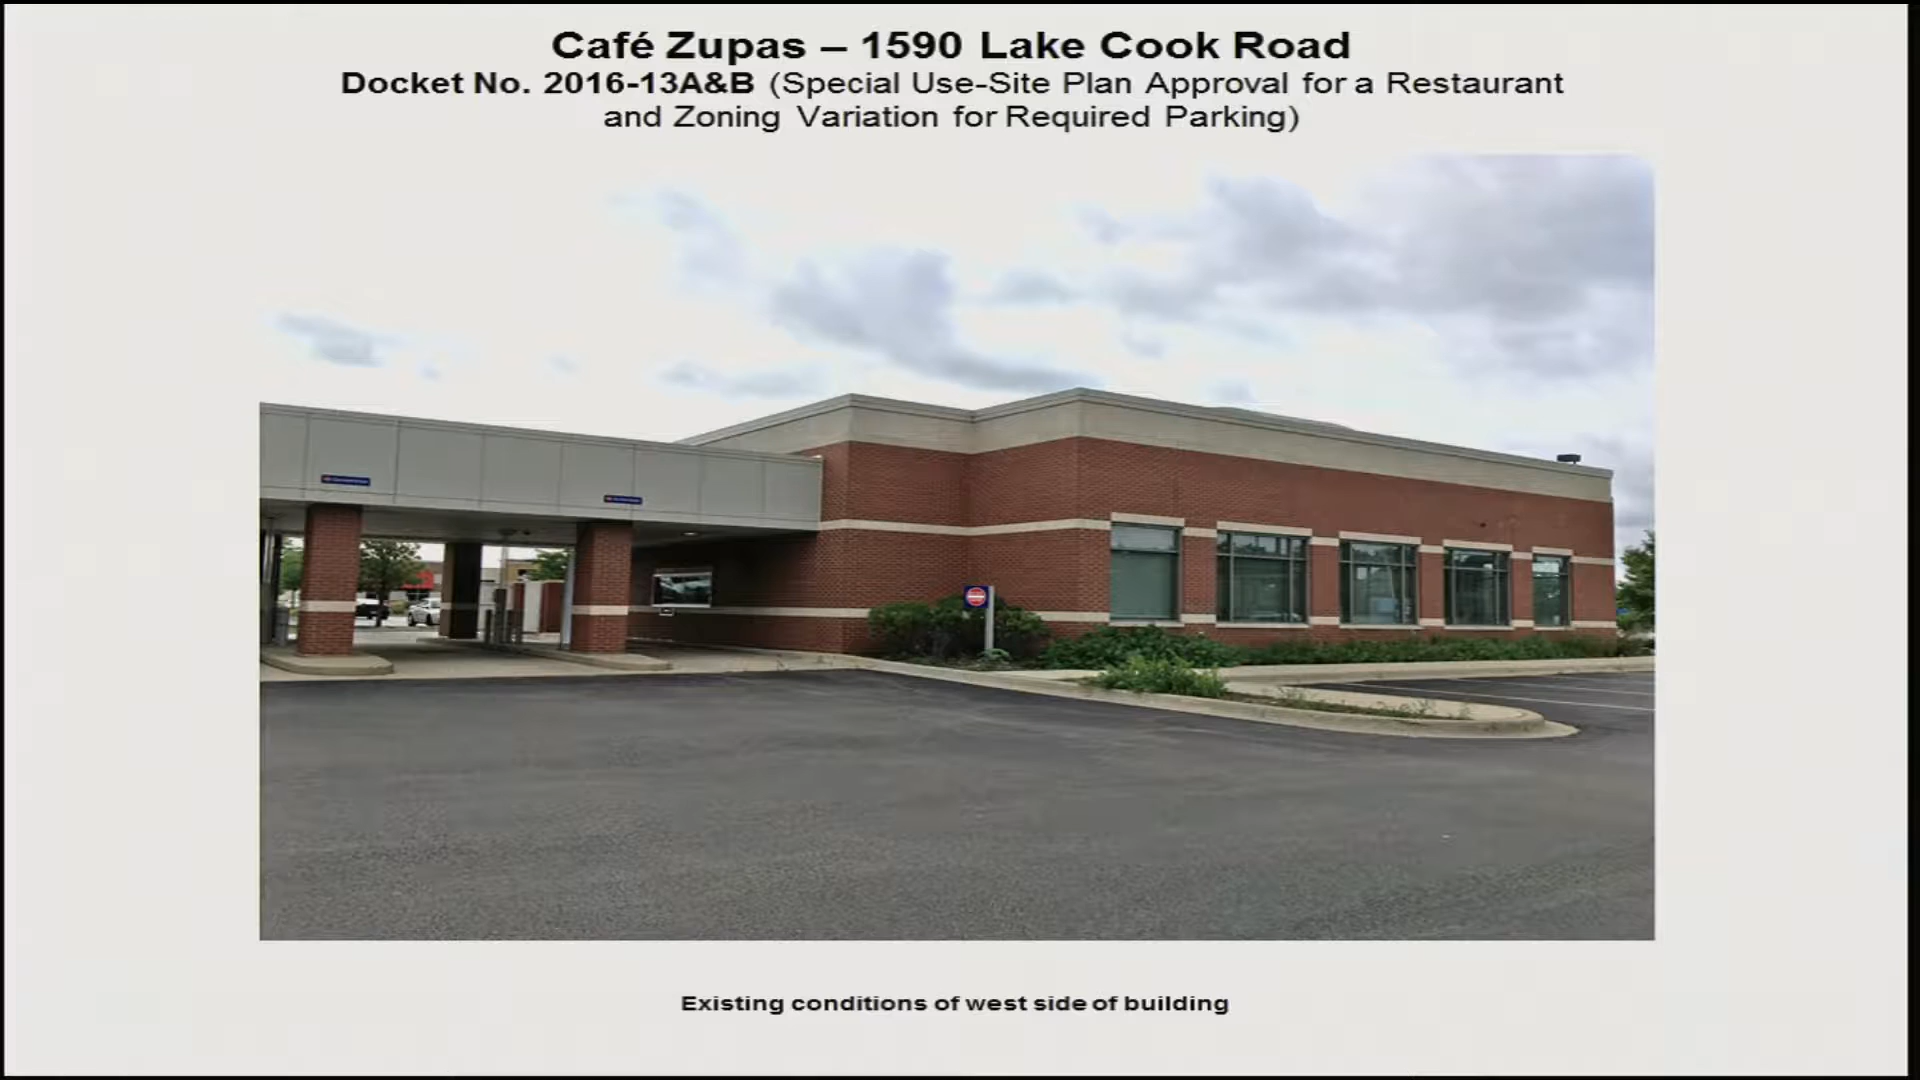 Café Zupas – 1590 Lake Cook Road
Docket No. 2016-13A&B (Special Use-Site Plan Approval for a Restaurant
and Zoning Variation for Required Parking)
Existing conditions of west side of building